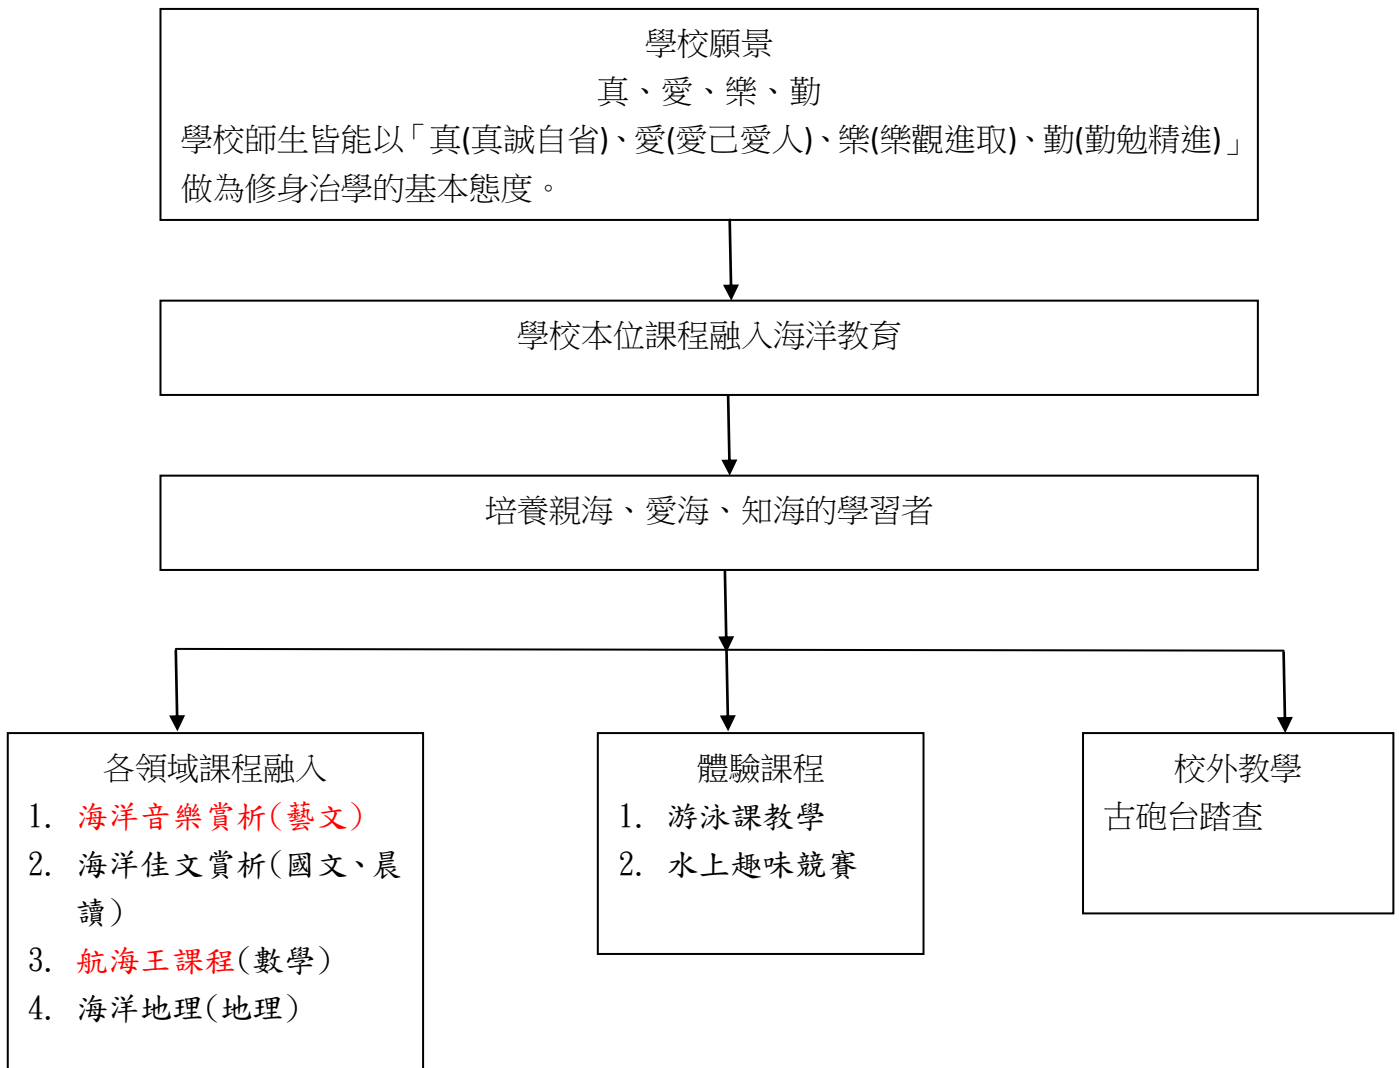 學校願景
真、愛、樂、勤
學校師生皆能以「真(真誠自省)、愛(愛己愛人)、樂(樂觀進取)、勤(勤勉精進)」
做為修身治學的基本態度。
學校本位課程融入海洋教育
培養親海、愛海、知海的學習者
各領域課程融入
1. 海洋音樂賞析(藝文)
2. 海洋佳文賞析(國文、晨
讀)
3. 航海王課程(數學)
4. 海洋地理(地理)
體驗課程
1. 游泳課教學
2. 水上趣味競賽
校外教學
古砲台踏查